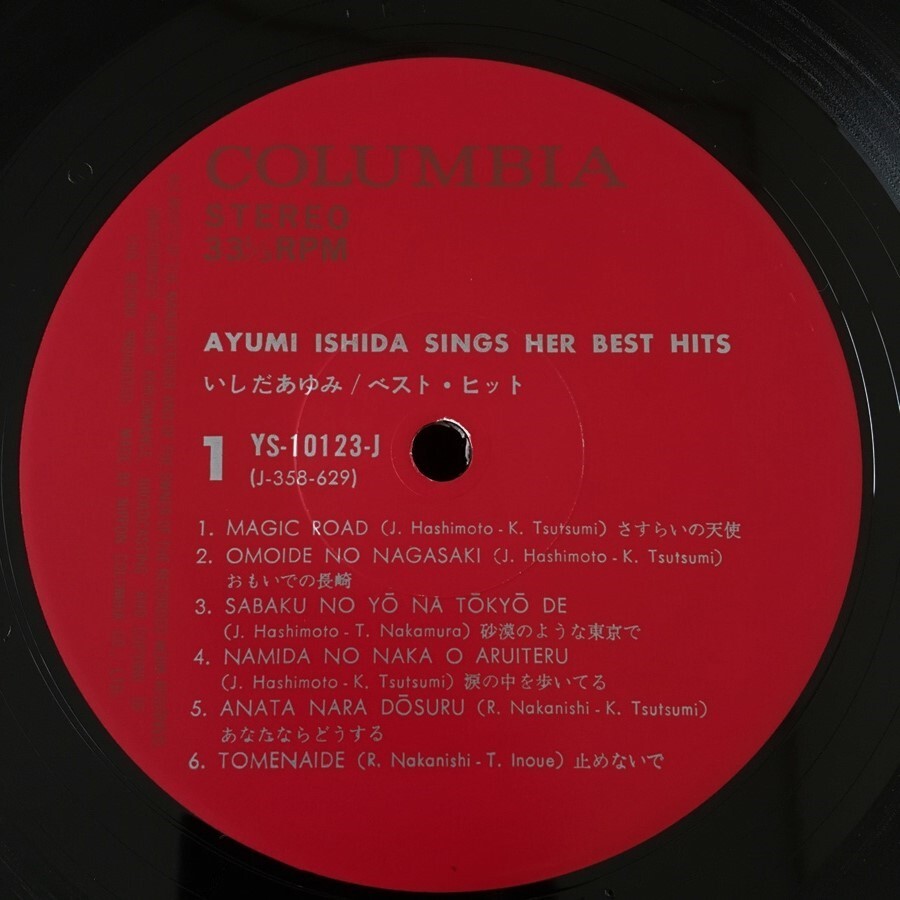 COLUMBIA
STEREO
33⅓ RPM
AYUMI ISHIDA SINGS HER BEST HITS
いしだあゆみ / ベスト・ヒット
1 YS-10123-J
(J-358-629)
1. MAGIC ROAD (J. Hashimoto - K. Tsutsumi) さすらいの天使
2. OMOIDE NO NAGASAKI (J. Hashimoto - K. Tsutsumi)
おもいでの長崎
3. SABAKU NO YŌ NA TŌKYŌ DE
(J. Hashimoto - T. Nakamura) 砂漠のような東京で
4. NAMIDA NO NAKA O ARUITERU
(J. Hashimoto - K. Tsutsumi) 涙の中を歩いてる
5. ANATA NARA DŌSURU (R. Nakanishi - K. Tsutsumi)
あなたならどうする
6. TOMENAIDE (R. Nakanishi - T. Inoue) 止めないで